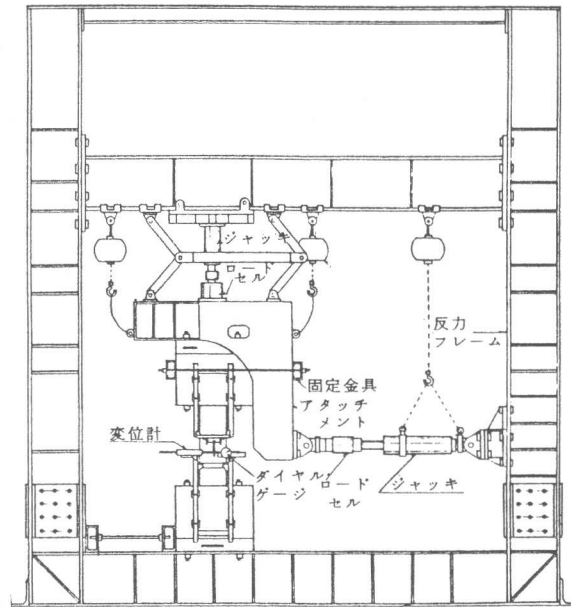 ジャッキ
ロード
セル
反力
フレーム
固定金具
アタッチ
メント
変位計
ダイヤル
ゲージ
ロード
セル
ジャッキ